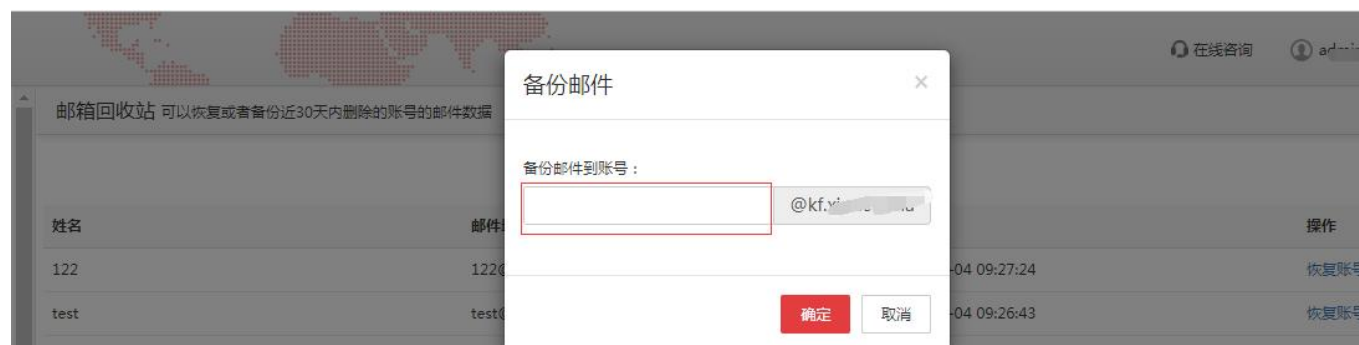 在线咨询
备份邮件 ×
邮箱回收站 可以恢复或者备份近30天内删除的账号的邮件数据
备份邮件到账号：
@kf.
姓名 操作
122 122@ -04 09:27:24 恢复账号
test test@ -04 09:26:43 恢复账号
确定 取消